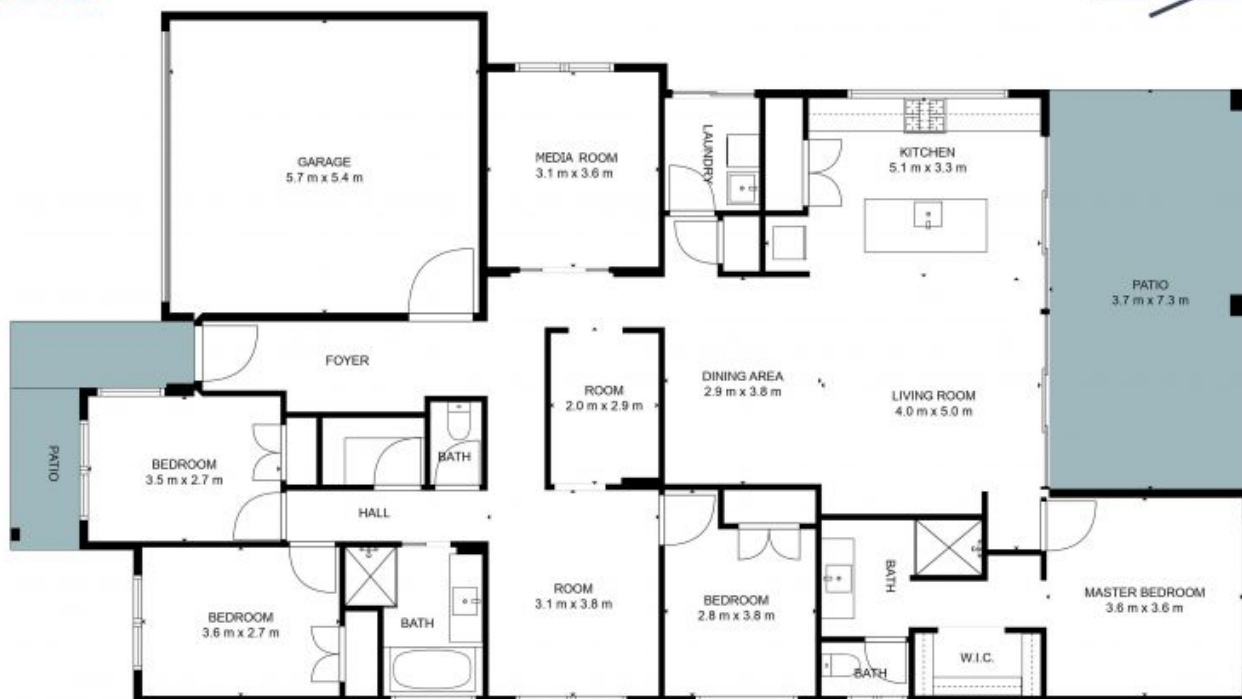 GARAGE
5.7 m x 5.4 m
MEDIA ROOM
3.1 m x 3.6 m
LAUNDRY
KITCHEN
5.1 m x 3.3 m
PATIO
3.7 m x 7.3 m
FOYER
ROOM
2.0 m x 2.9 m
DINING AREA
2.9 m x 3.8 m
LIVING ROOM
4.0 m x 5.0 m
PATIO
BEDROOM
3.5 m x 2.7 m
BATH
HALL
BEDROOM
3.6 m x 2.7 m
BATH
ROOM
3.1 m x 3.8 m
BEDROOM
2.8 m x 3.8 m
BATH
MASTER BEDROOM
3.6 m x 3.6 m
BATH
W.I.C.